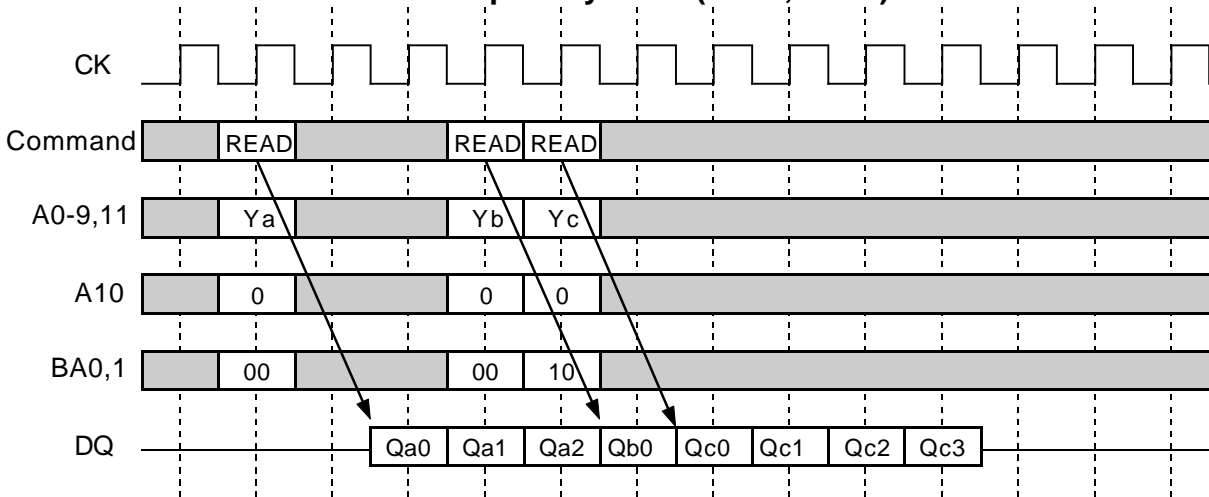 CK
Command READ READ READ
A0-9,11 Ya Yb Yc
A10 0 0 0
BA0,1 00 00 10
DQ Qa0 Qa1 Qa2 Qb0 Qc0 Qc1 Qc2 Qc3